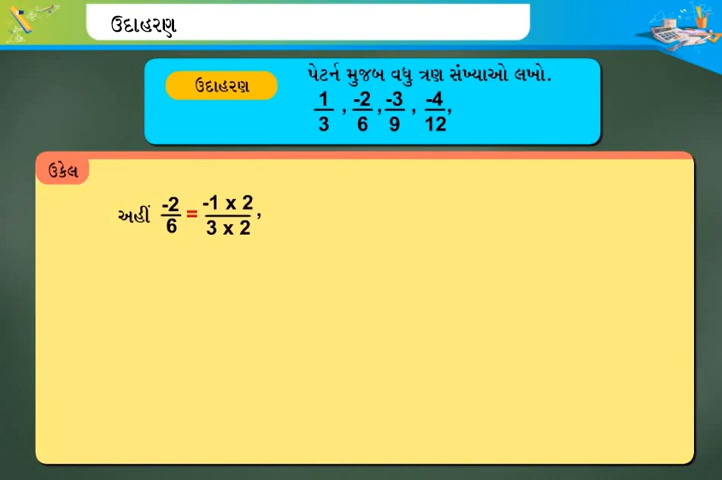 ઉદાહરણ
ઉદાહરણ
પેટર્ન મુજબ વધુ ત્રણ સંખ્યાઓ લખો.
1/3 , -2/6 , -3/9 , -4/12,
ઉકેલ
અહીં -2/6 = -1 x 2/3 x 2 ,